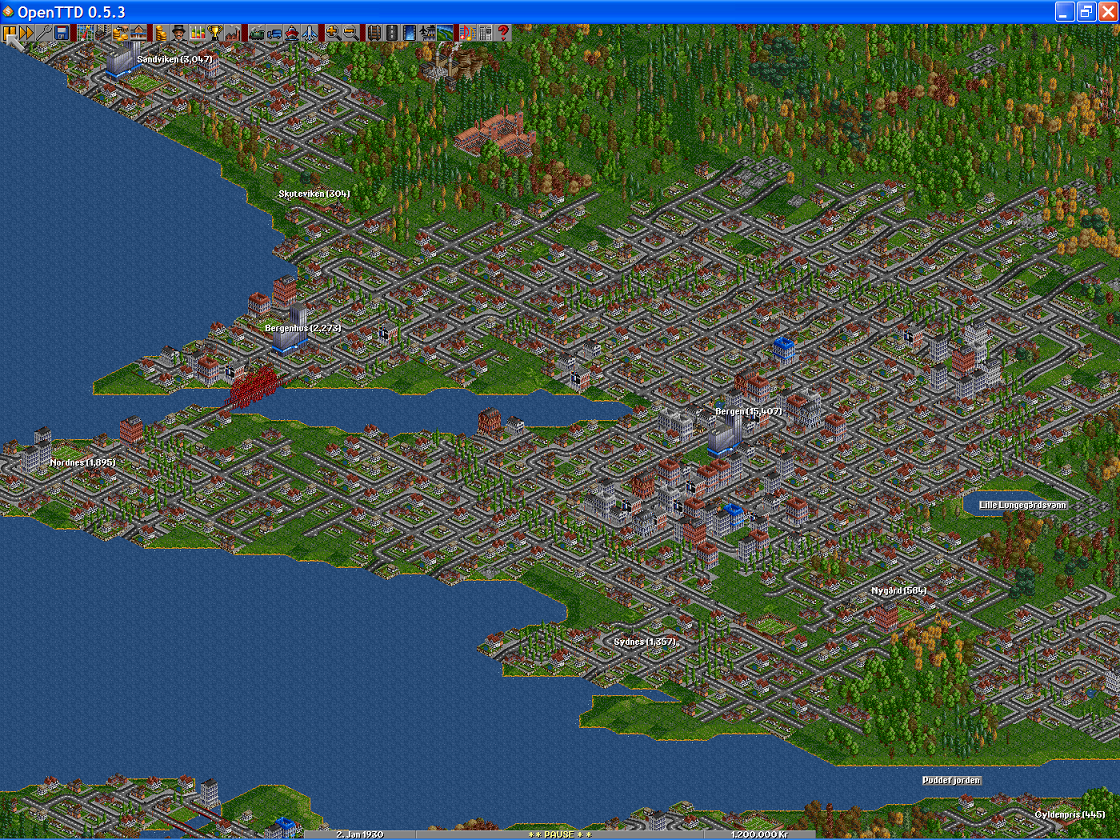 OpenTTD 0.5.3
Sandviken (3,047)
Skuteviken (304)
Bergenhus (2,273)
Bergen (15,407)
Nordnes (1,895)
Lille Lungegårdsvann
Nygård (584)
Sydnes (1,357)
Puddefjorden
Gyldenpris (445)
2. Jan 1930
* * PAUSE * *
1.200.000 Kr